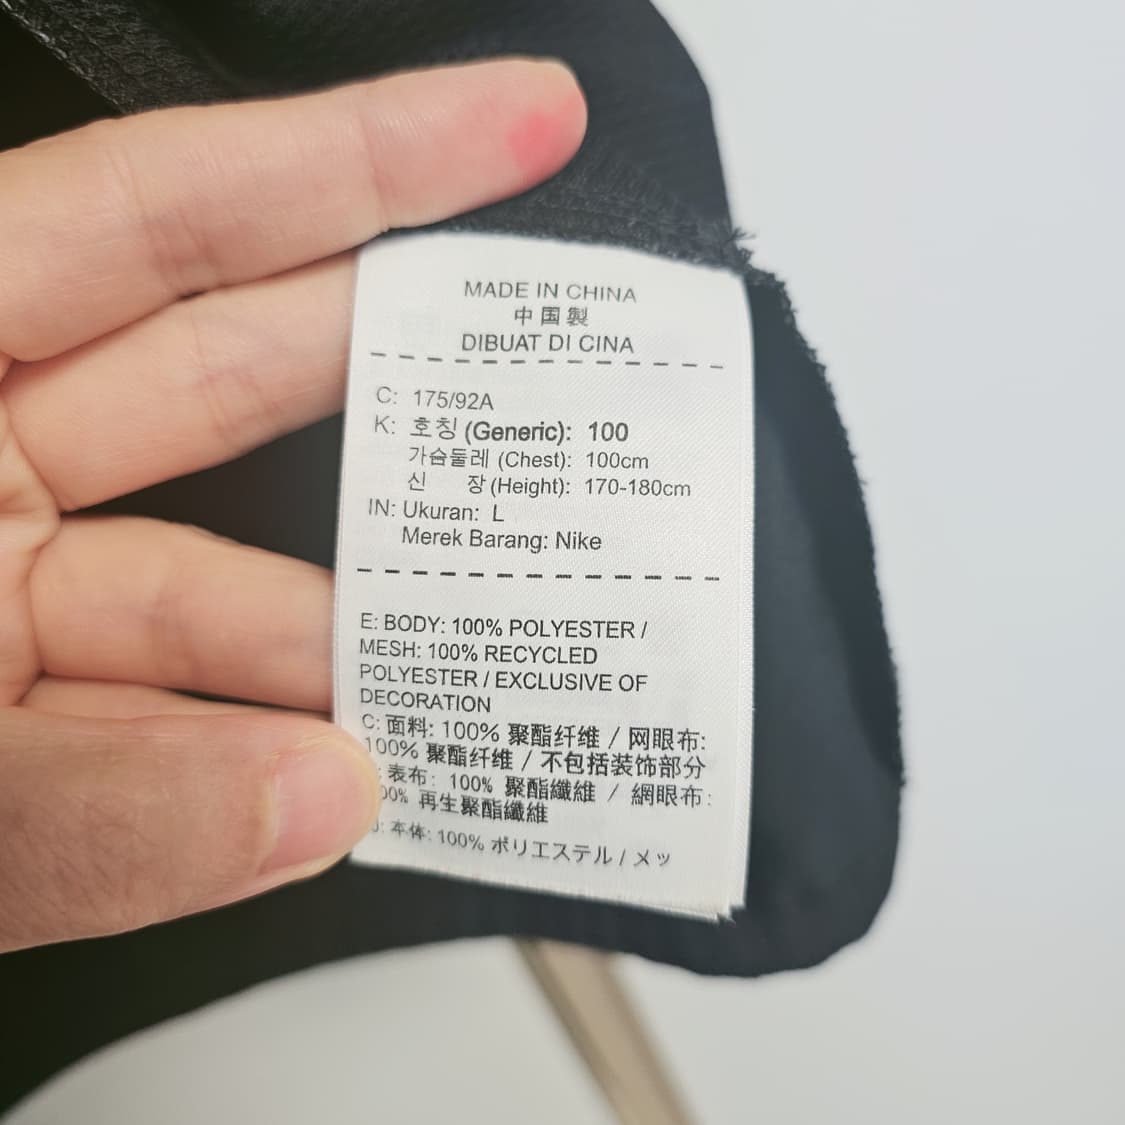 MADE IN CHINA
中国製
DIBUAT DI CINA
C: 175/92A
K: 호칭 (Generic): 100
가슴둘레 (Chest): 100cm
신 장 (Height): 170-180cm
IN: Ukuran: L
Merek Barang: Nike
E: BODY: 100% POLYESTER /
MESH: 100% RECYCLED
POLYESTER / EXCLUSIVE OF
DECORATION
C: 面料: 100% 聚酯纤维 / 网眼布:
100% 聚酯纤维 / 不包括装饰部分
表布: 100% 聚酯纖維 / 網眼布:
再生聚酯纖維
本体: 100% ポリエステル / メッ